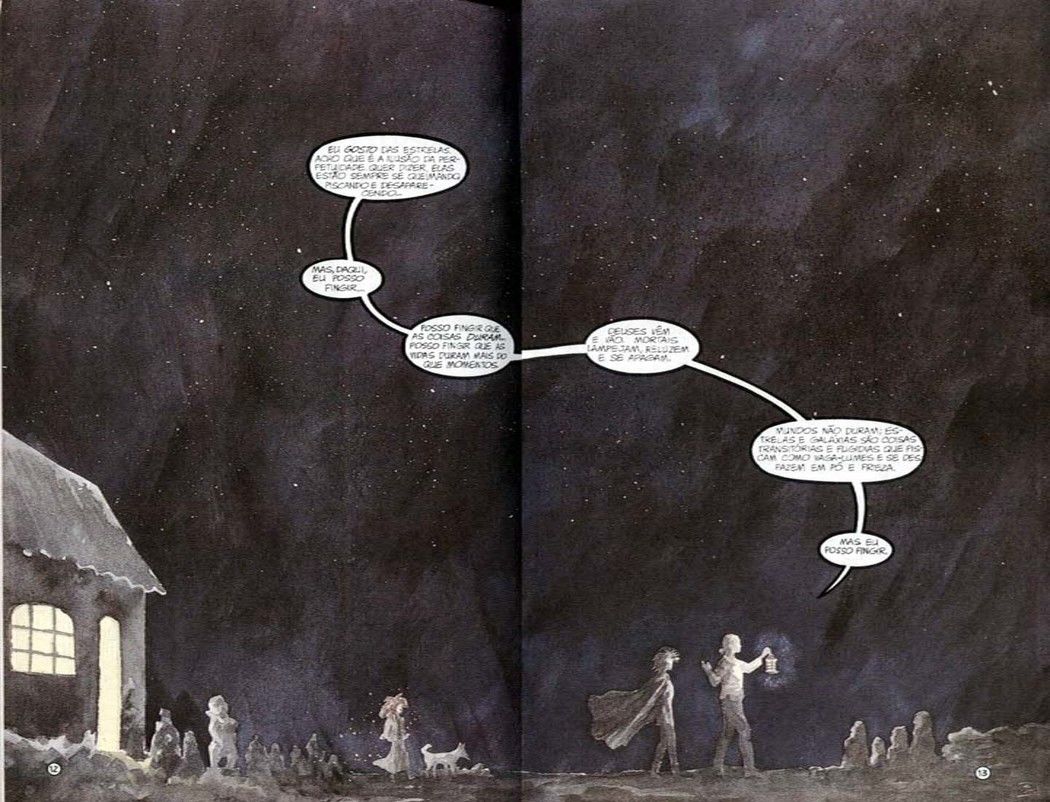 EU GOSTO DAS ESTRELAS.
ACHO QUE É A ILUSÃO DA PER-
PETUIDADE. QUER DIZER, ELAS
ESTÃO SEMPRE SE QUEIMANDO,
PISCANDO E DESAPARE-
CENDO...
MAS, DAQUI,
EU POSSO
FINGIR...
POSSO FINGIR QUE
AS COISAS DURAM.
POSSO FINGIR QUE AS
VIDAS DURAM MAIS DO
QUE MOMENTOS.
DEUSES VÊM
E VÃO. MORTAIS
LAMPEJAM, RELUZEM
E SE APAGAM.
MUNDOS NÃO DURAM; ES-
TRELAS E GALÁXIAS SÃO COISAS
TRANSITÓRIAS E FUGIDIAS QUE PIS-
CAM COMO VAGA-LUMES E SE DES
FAZEM EM PÓ E FRIEZA.
MAS EU
POSSO FINGIR.
12
13